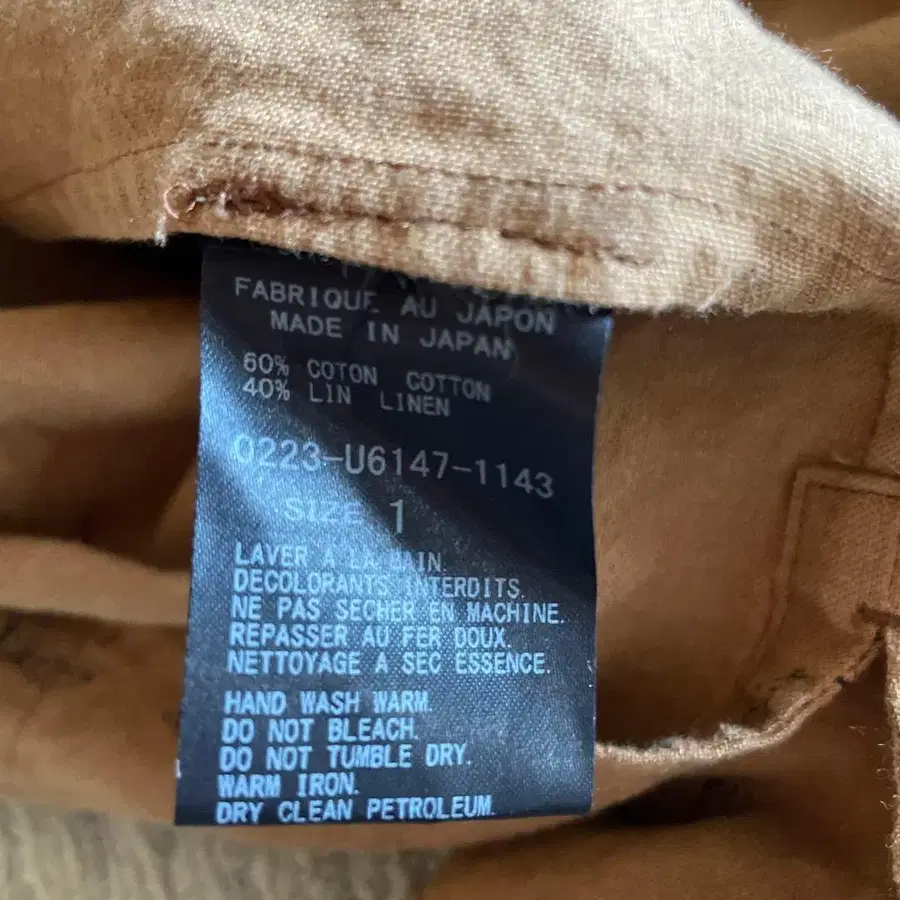 FABRIQUE AU JAPON
MADE IN JAPAN
60% COTON COTTON
40% LIN LINEN
0223-U6147-1143
SIZE 1
LAVER A LA MAIN.
DECOLORANTS INTERDITS.
NE PAS SECHER EN MACHINE.
REPASSER AU FER DOUX.
NETTOYAGE A SEC ESSENCE.
HAND WASH WARM.
DO NOT BLEACH.
DO NOT TUMBLE DRY.
WARM IRON.
DRY CLEAN PETROLEUM.